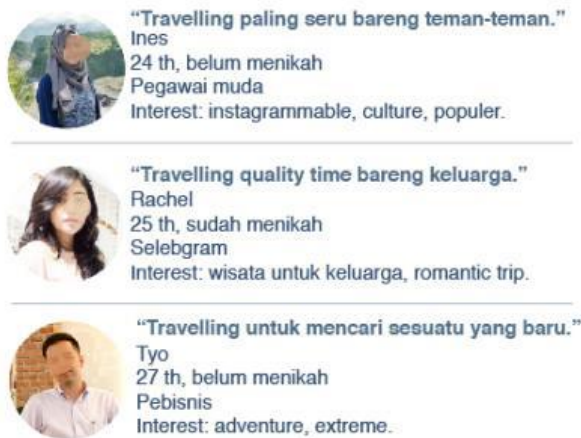 “Travelling paling seru bareng teman-teman.”
Ines
24 th, belum menikah
Pegawai muda
Interest: instagrammable, culture, populer.
“Travelling quality time bareng keluarga.”
Rachel
25 th, sudah menikah
Selebgram
Interest: wisata untuk keluarga, romantic trip.
“Travelling untuk mencari sesuatu yang baru.”
Tyo
27 th, belum menikah
Pebisnis
Interest: adventure, extreme.